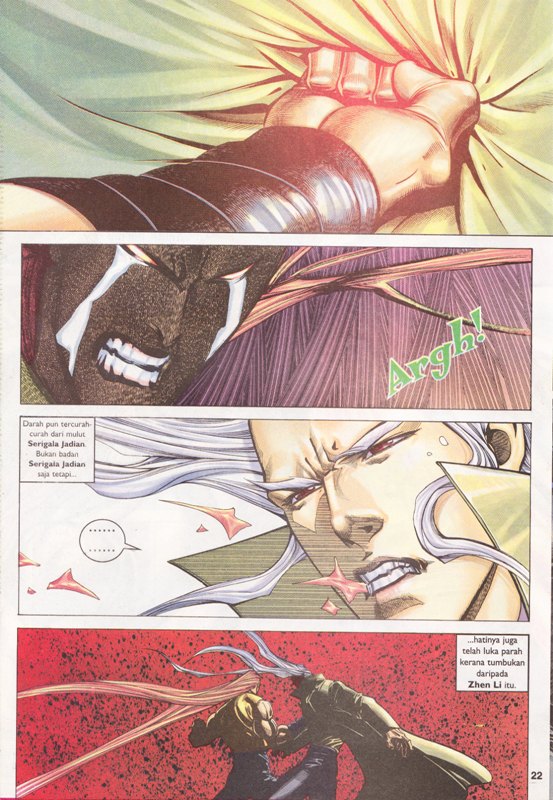 Argh!
Darah pun tercurah-
curah dari mulut
Serigala Jadian.
Bukan badan
Serigala Jadian
saja tetapi...
......
......
...hatinya juga
telah luka parah
kerana tumbukan
daripada
Zhen Li itu.
22